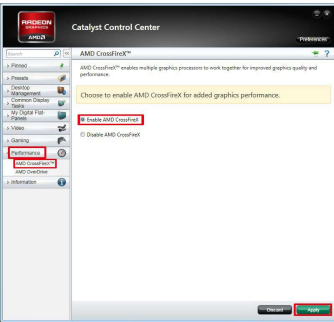 RADEON
GRAPHICS
AMD
Catalyst Control Center
Preferences
Search
AMD CrossFireX™
Pinned
Presets
Desktop Management
Common Display Tasks
My Digital Flat-Panels
Video
Gaming
Performance
AMD CrossFireX™
AMD OverDrive
Information
AMD CrossFireX™ enables multiple graphics processors to work together for improved graphics quality and
performance.
Choose to enable AMD CrossFireX for added graphics performance.
Enable AMD CrossFireX
Disable AMD CrossFireX
Discard
Apply